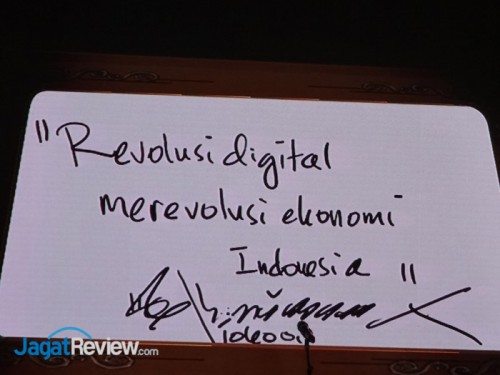 "Revolusi digital
merevolusi ekonomi
Indonesia"
JagatReview.com